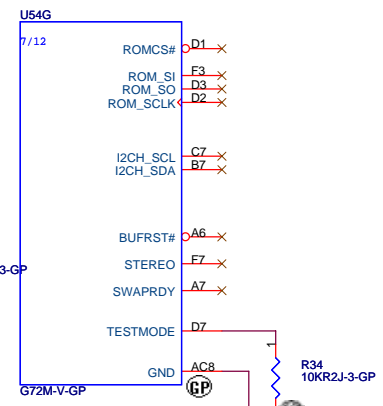 U54G
7/12
ROMCS# D1
ROM_SI F3
ROM_SO D3
ROM_SCLK D2
I2CH_SCL C7
I2CH_SDA B7
BUFRST# A6
3-GP
STEREO F7
SWAPRDY A7
TESTMODE D7
1
R34
10KR2J-3-GP
GND AC8
GP
G72M-V-GP